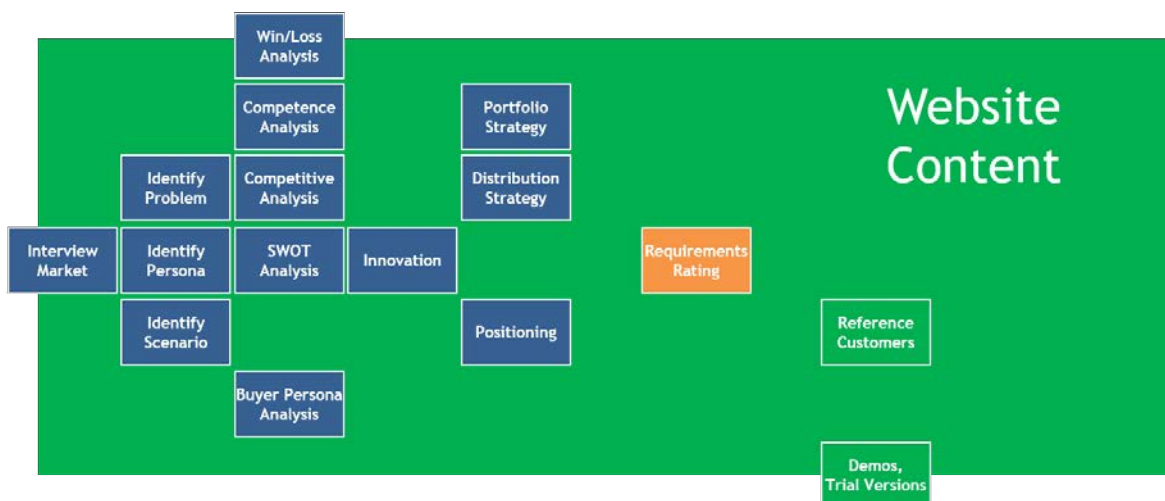 Win/Loss
Analysis
Competence
Analysis
Portfolio
Strategy
Website
Content
Identify
Problem
Competitive
Analysis
Distribution
Strategy
Interview
Market
Identify
Persona
SWOT
Analysis
Innovation
Requirements
Rating
Identify
Scenario
Positioning
Reference
Customers
Buyer Persona
Analysis
Demos,
Trial Versions